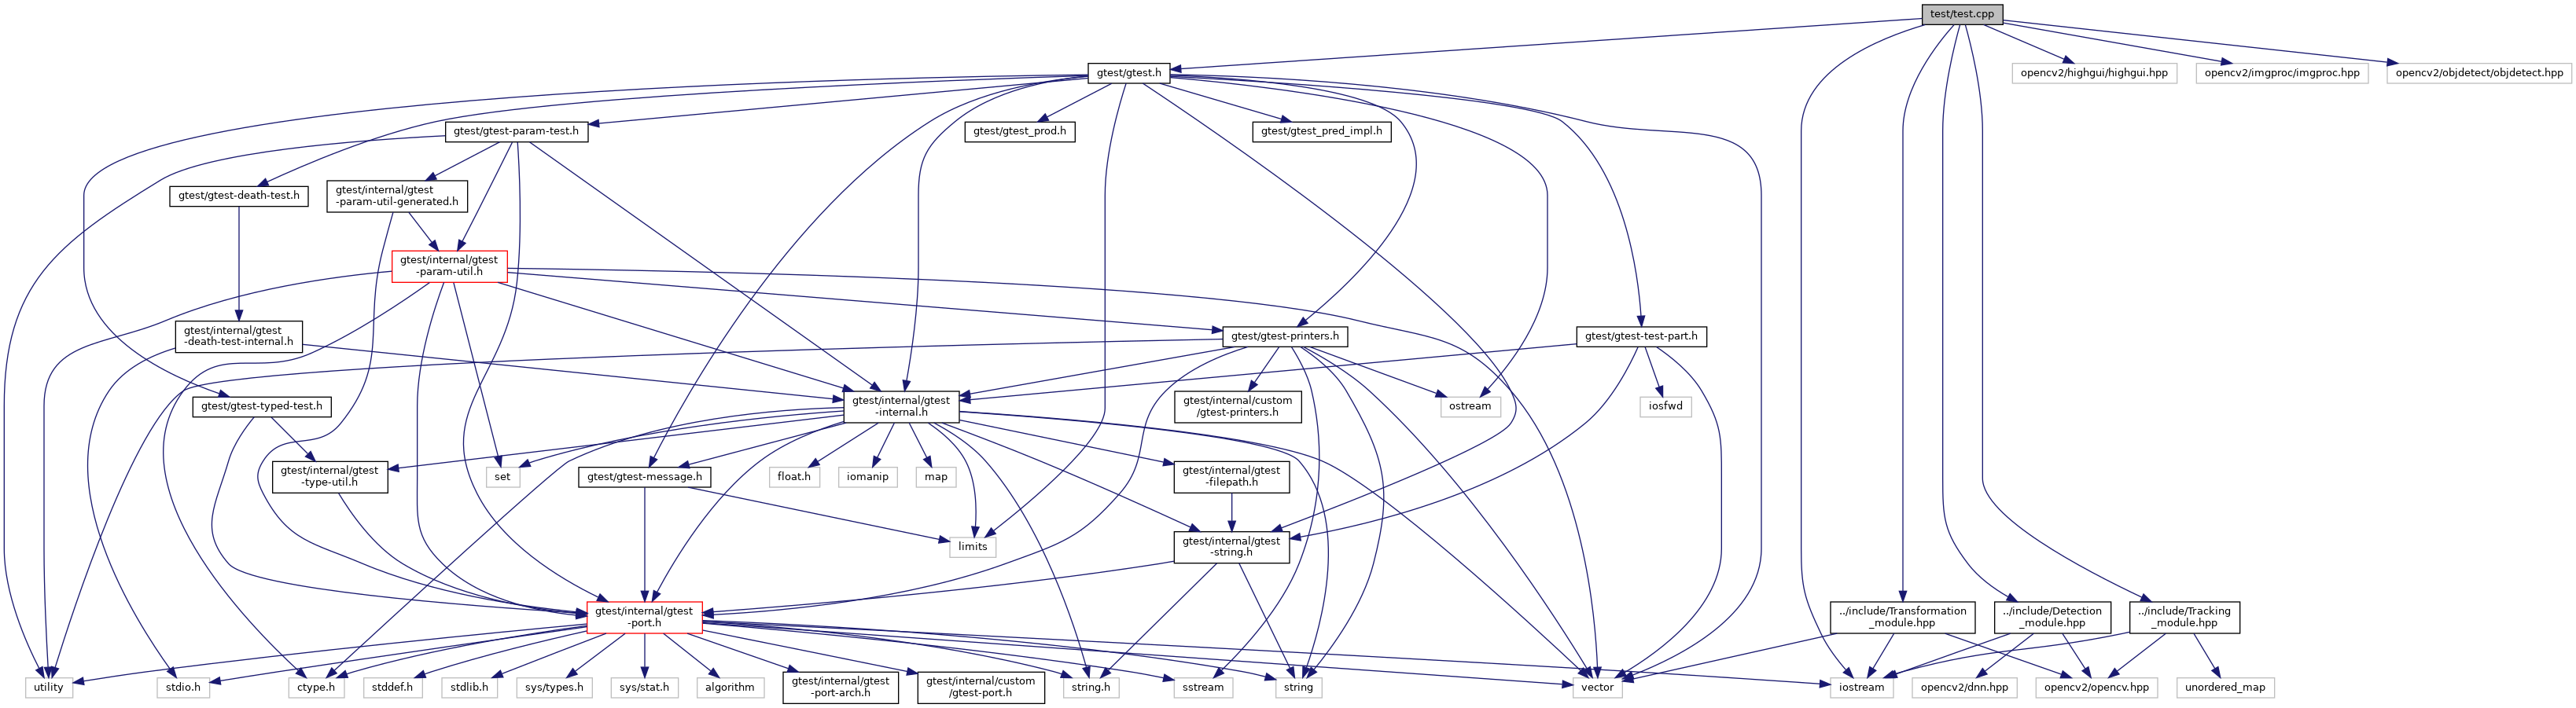 test/test.cpp
gtest/gtest.h
opencv2/highgui/highgui.hpp
opencv2/imgproc/imgproc.hpp
opencv2/objdetect/objdetect.hpp
gtest/gtest-param-test.h
gtest/gtest_prod.h
gtest/gtest_pred_impl.h
gtest/gtest-death-test.h
gtest/internal/gtest
-param-util-generated.h
gtest/internal/gtest
-param-util.h
gtest/internal/gtest
-death-test-internal.h
gtest/gtest-printers.h
gtest/gtest-test-part.h
gtest/gtest-typed-test.h
gtest/internal/gtest
-internal.h
gtest/internal/custom
/gtest-printers.h
ostream
iosfwd
gtest/internal/gtest
-type-util.h
set
gtest/gtest-message.h
float.h
iomanip
map
gtest/internal/gtest
-filepath.h
limits
gtest/internal/gtest
-string.h
gtest/internal/gtest
-port.h
../include/Transformation
_module.hpp
../include/Detection
_module.hpp
../include/Tracking
_module.hpp
utility
stdio.h
ctype.h
stddef.h
stdlib.h
sys/types.h
sys/stat.h
algorithm
gtest/internal/gtest
-port-arch.h
gtest/internal/custom
/gtest-port.h
string.h
sstream
string
vector
iostream
opencv2/dnn.hpp
opencv2/opencv.hpp
unordered_map